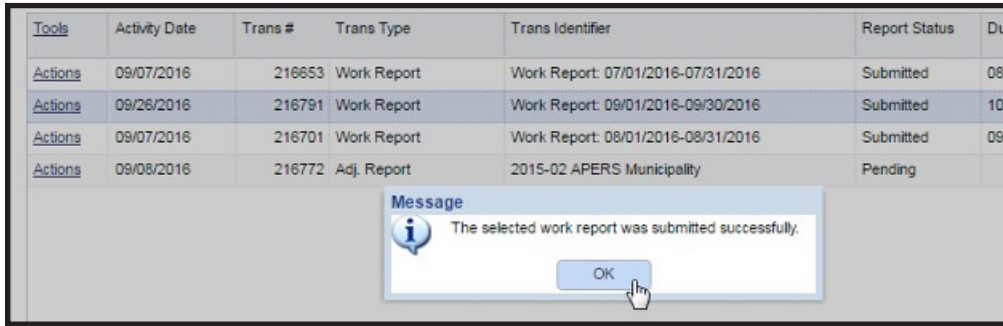 Tools Activity Date Trans # Trans Type Trans Identifier Report Status
Actions 09/07/2016 216653 Work Report Work Report: 07/01/2016-07/31/2016 Submitted 08
Actions 09/26/2016 216791 Work Report Work Report: 09/01/2016-09/30/2016 Submitted 10
Actions 09/07/2016 216701 Work Report Work Report: 08/01/2016-08/31/2016 Submitted 09
Actions 09/08/2016 216772 Adj. Report 2015-02 APERS Municipality Pending
Message
The selected work report was submitted successfully.
OK